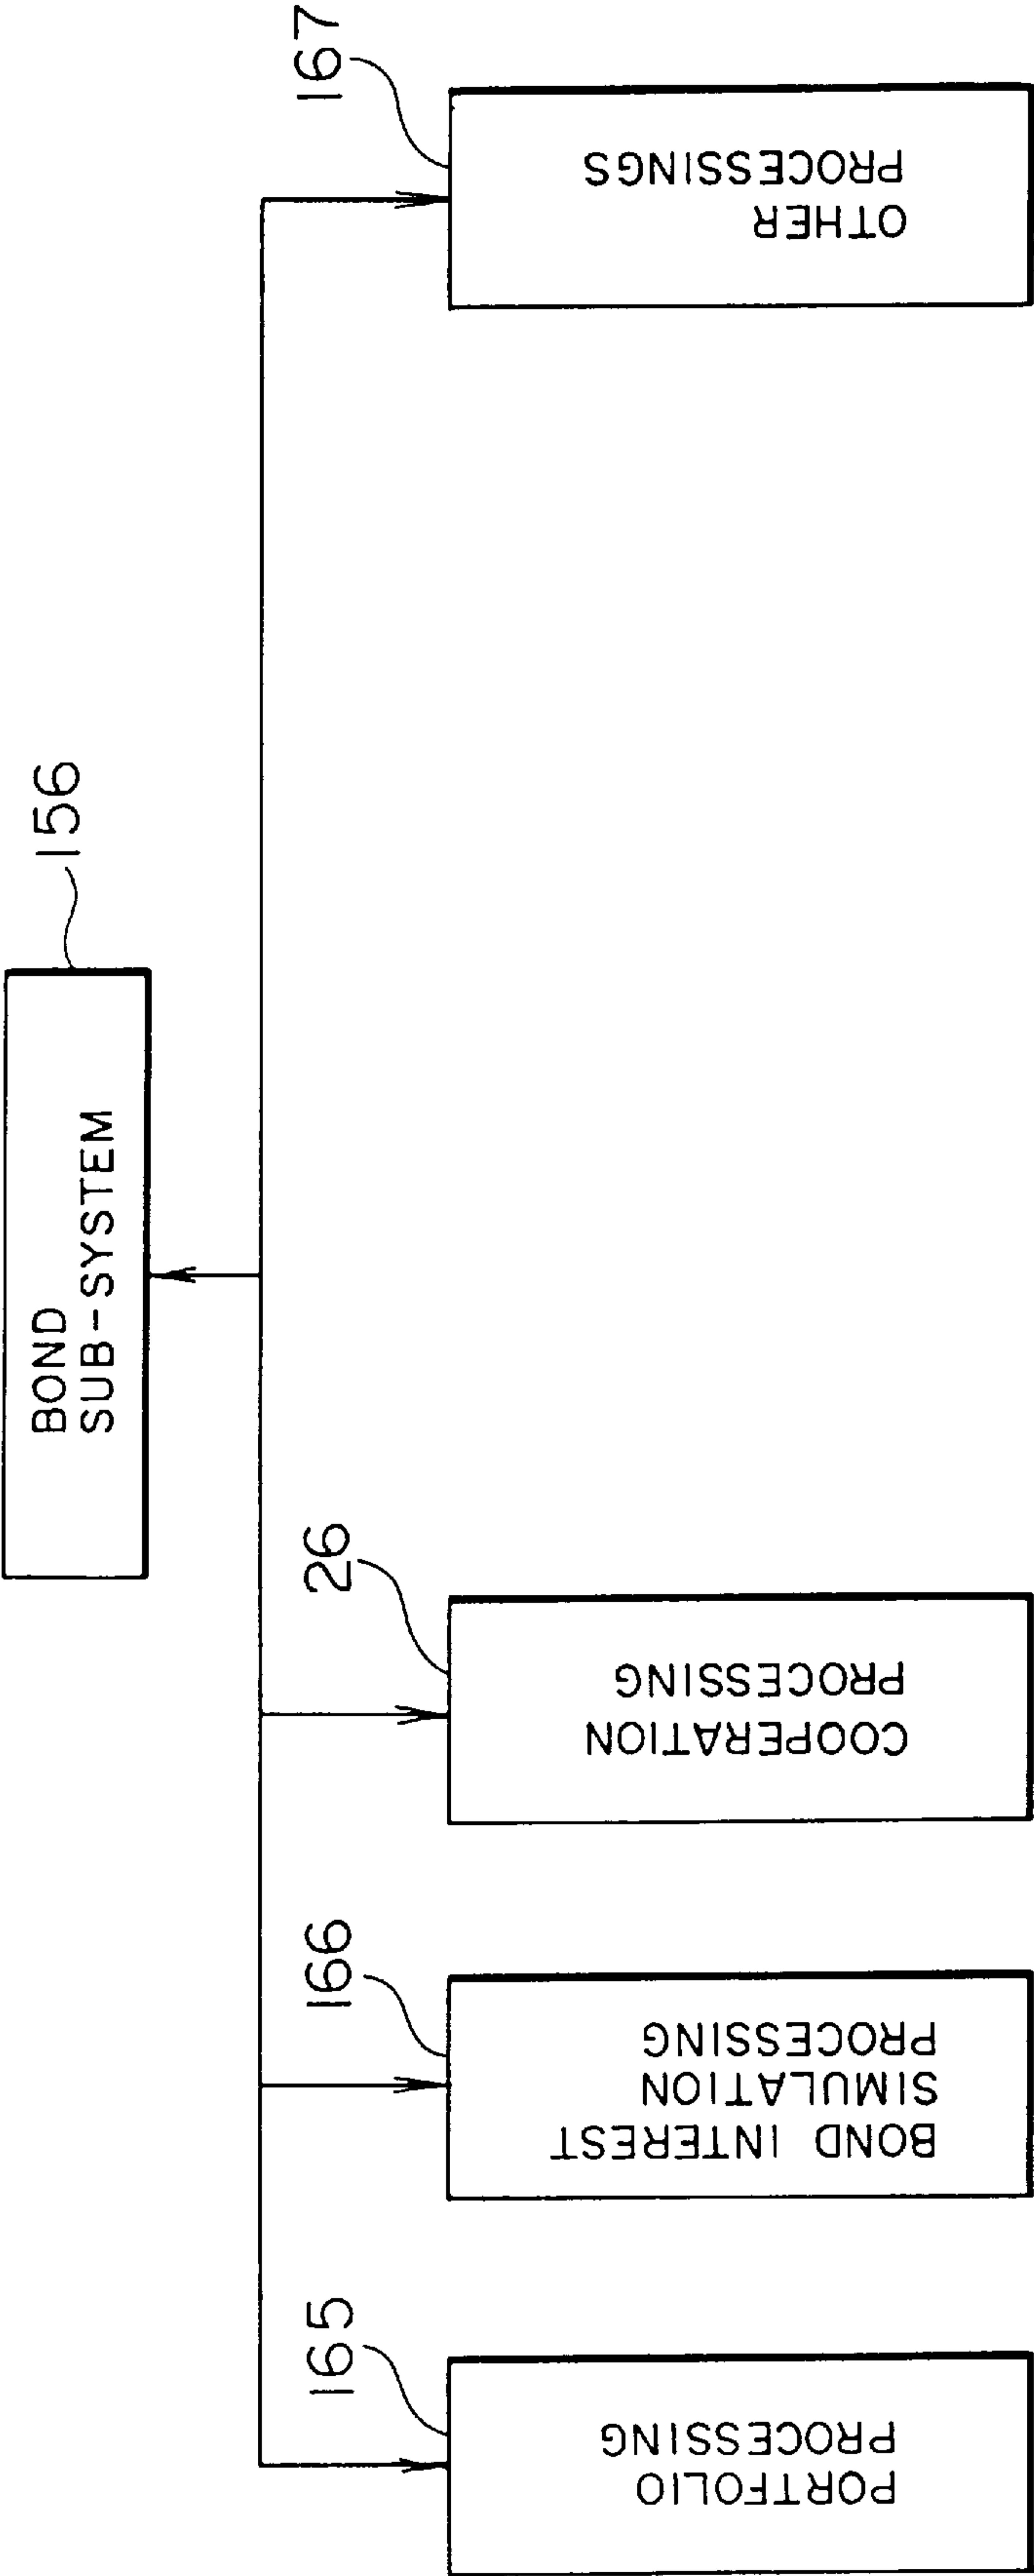 BOND
SUB-SYSTEM
156
165
PORTFOLIO
PROCESSING
166
BOND INTEREST
SIMULATION
PROCESSING
26
COOPERATION
PROCESSING
167
OTHER
PROCESSINGS